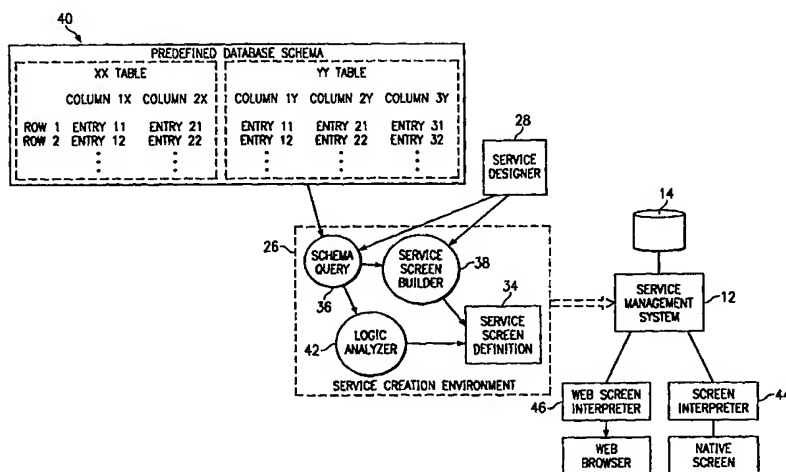 40
PREDEFINED DATABASE SCHEMA
XX TABLE
COLUMN 1X COLUMN 2X
ROW 1 ENTRY 11 ENTRY 21
ROW 2 ENTRY 12 ENTRY 22
YY TABLE
COLUMN 1Y COLUMN 2Y COLUMN 3Y
ENTRY 11 ENTRY 21 ENTRY 31
ENTRY 12 ENTRY 22 ENTRY 32
28
SERVICE
DESIGNER
14
26
SCHEMA
QUERY
36
SERVICE
SCREEN
BUILDER
38
34
SERVICE
SCREEN
DEFINITION
LOGIC
ANALYZER
42
SERVICE CREATION ENVIRONMENT
SERVICE
MANAGEMENT
SYSTEM
12
WEB SCREEN
INTERPRETER
46
SCREEN
INTERPRETER
44
WEB
BROWSER
NATIVE
SCREEN